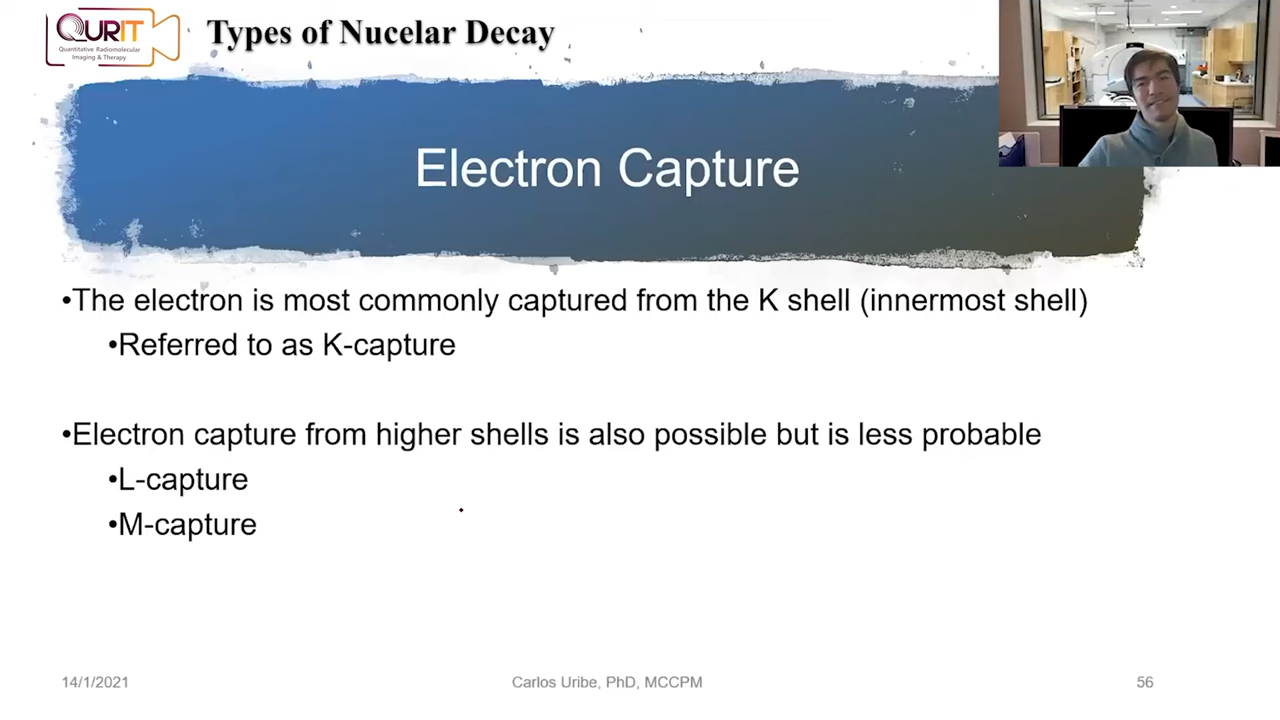 QURIT
Quantitative Radiomolecular
Imaging & Therapy
Types of Nucelar Decay
Electron Capture
•The electron is most commonly captured from the K shell (innermost shell)
•Referred to as K-capture
•Electron capture from higher shells is also possible but is less probable
•L-capture
•M-capture
14/1/2021
Carlos Uribe, PhD, MCCPM
56